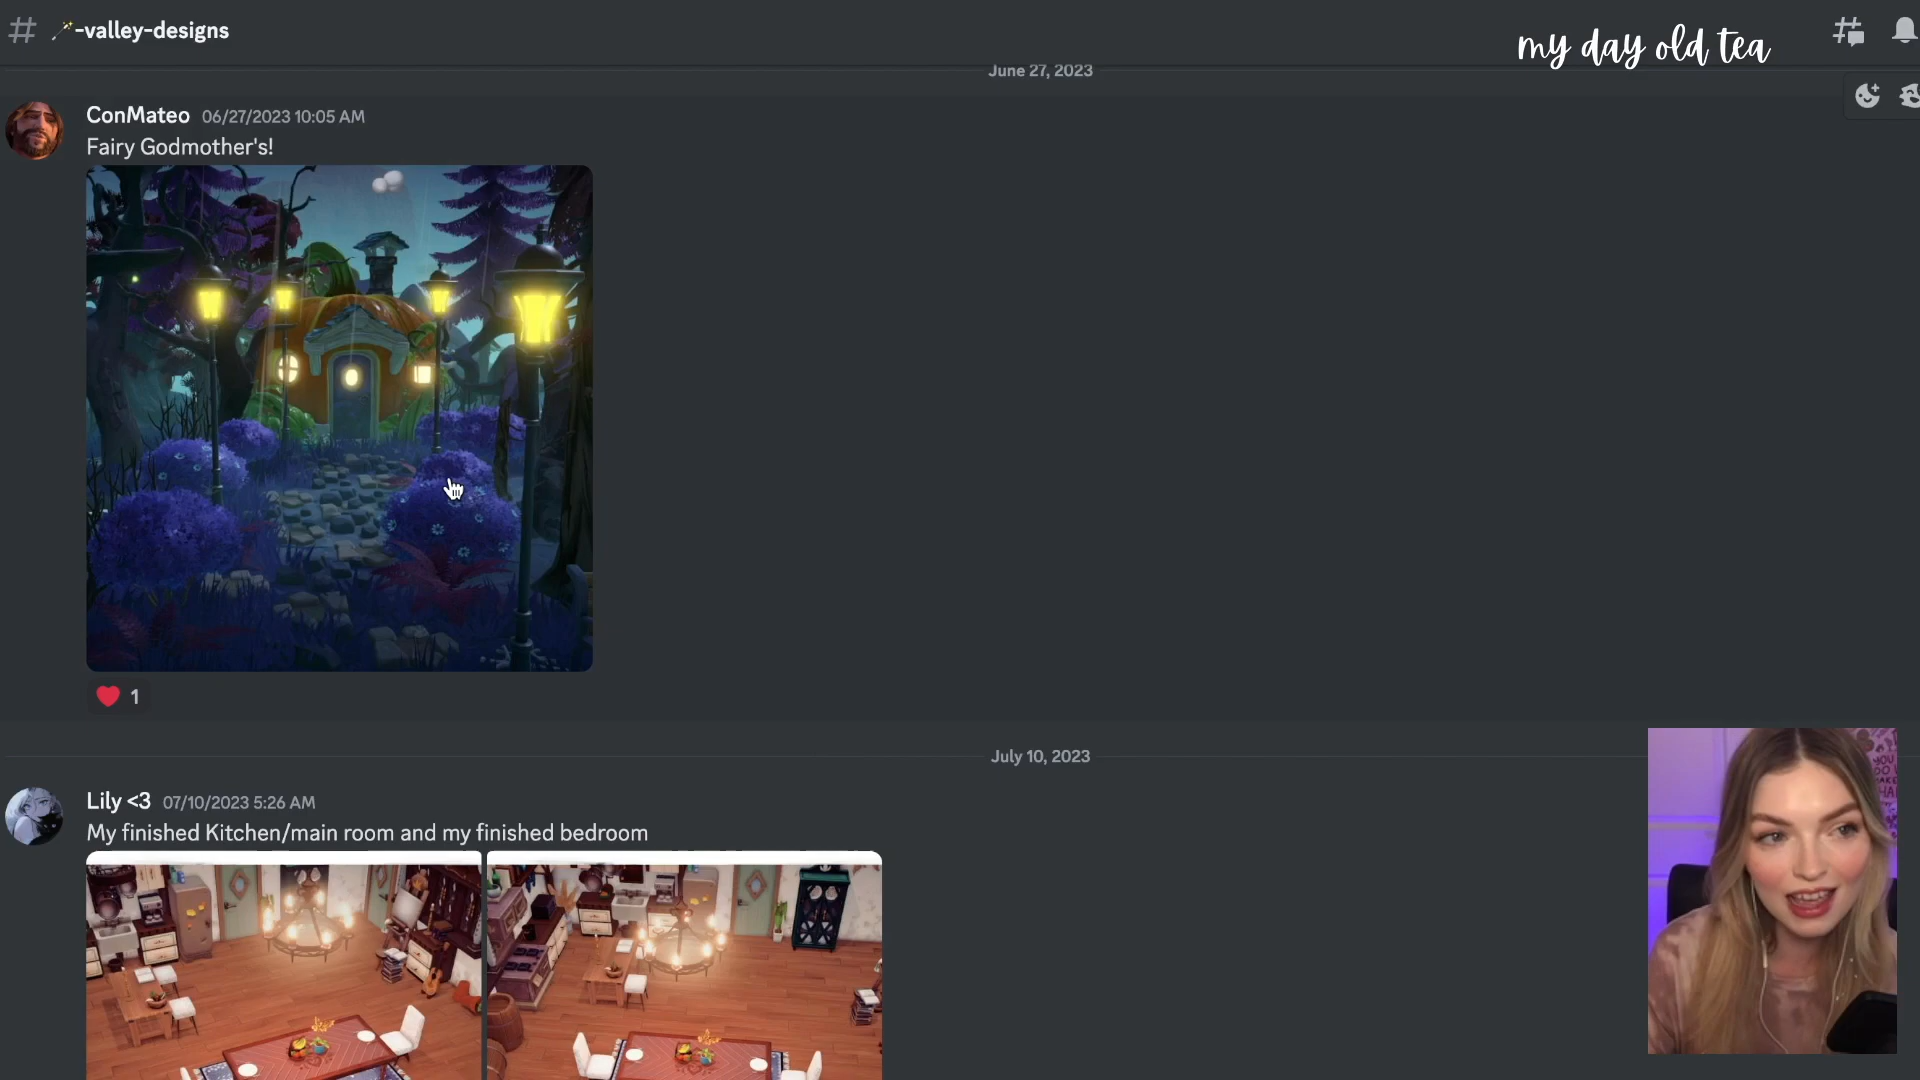 -valley-designs
my day old tea
June 27, 2023
ConMateo 06/27/2023 10:05 AM
Fairy Godmother's!
1
July 10, 2023
Lily <3 07/10/2023 5:26 AM
My finished Kitchen/main room and my finished bedroom